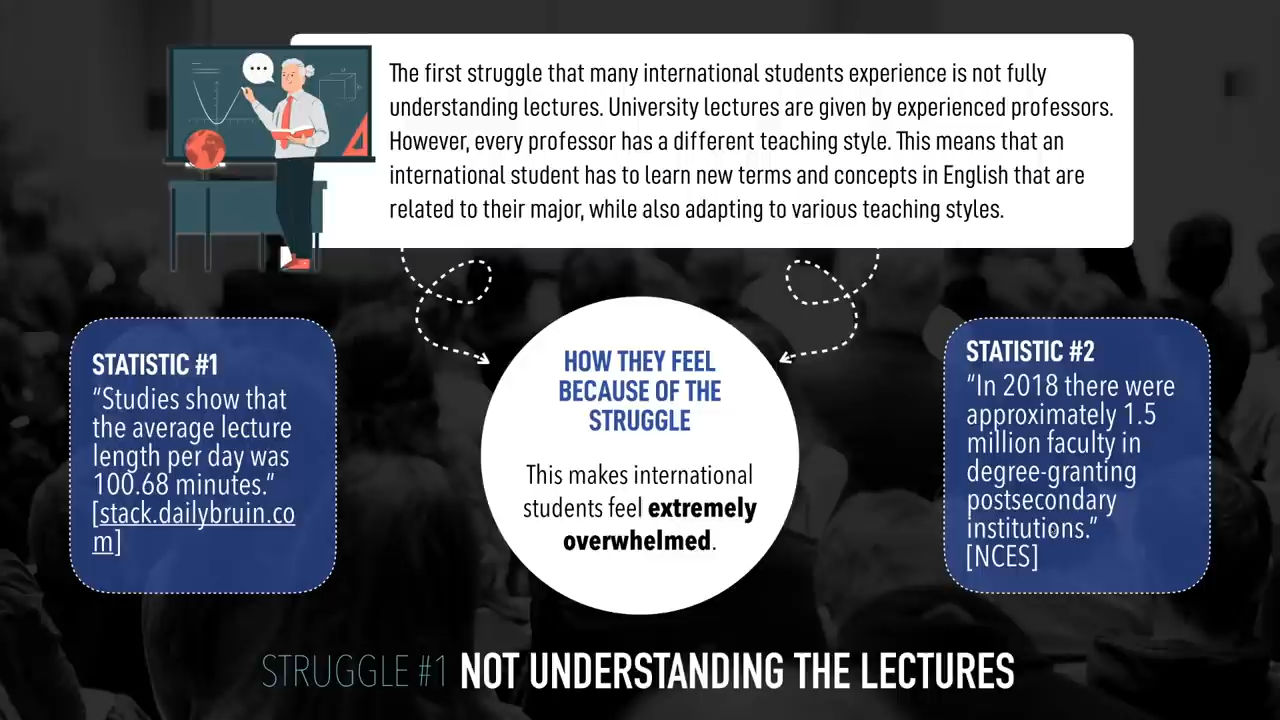 The first struggle that many international students experience is not fully
understanding lectures. University lectures are given by experienced professors.
However, every professor has a different teaching style. This means that an
international student has to learn new terms and concepts in English that are
related to their major, while also adapting to various teaching styles.
STATISTIC #1
“Studies show that
the average lecture
length per day was
100.68 minutes.“
[stack.dailybruin.co
m]
HOW THEY FEEL
BECAUSE OF THE
STRUGGLE
This makes international
students feel extremely
overwhelmed.
STATISTIC #2
“In 2018 there were
approximately 1.5
million faculty in
degree-granting
postsecondary
institutions.”
[NCES]
STRUGGLE #1 NOT UNDERSTANDING THE LECTURES